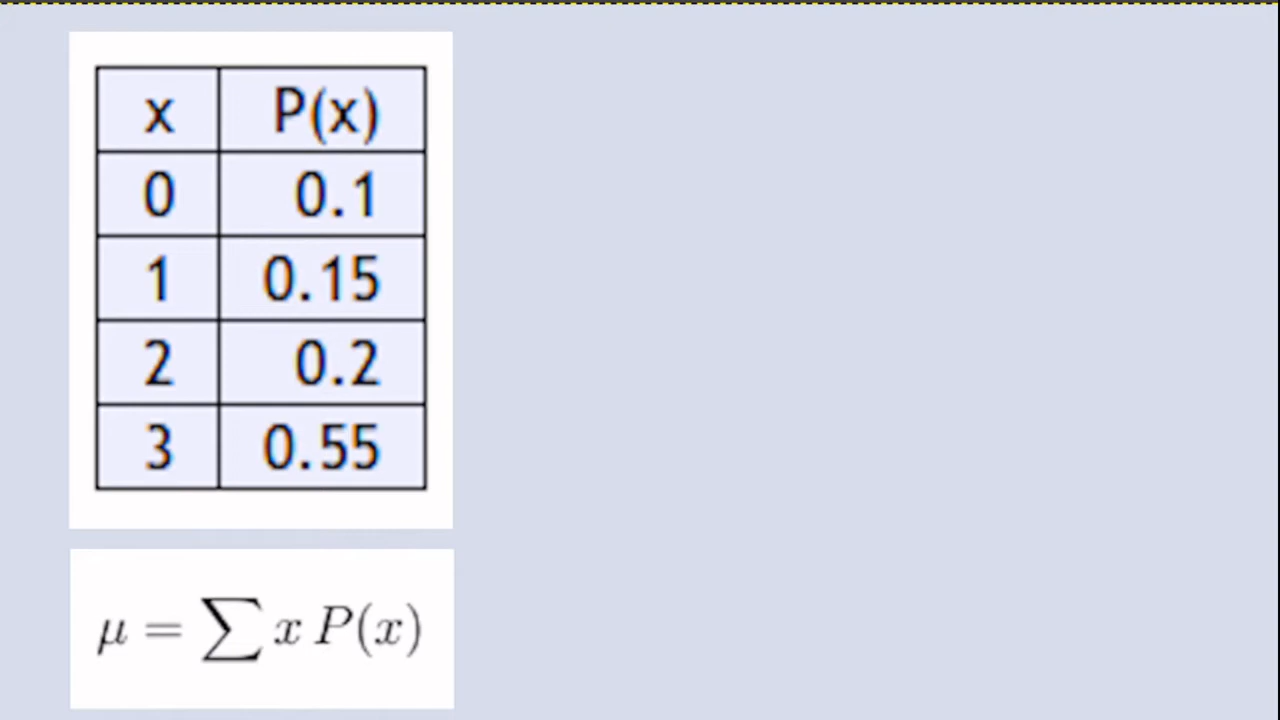 x P(x)
0 0.1
1 0.15
2 0.2
3 0.55
μ = ∑ x P(x)